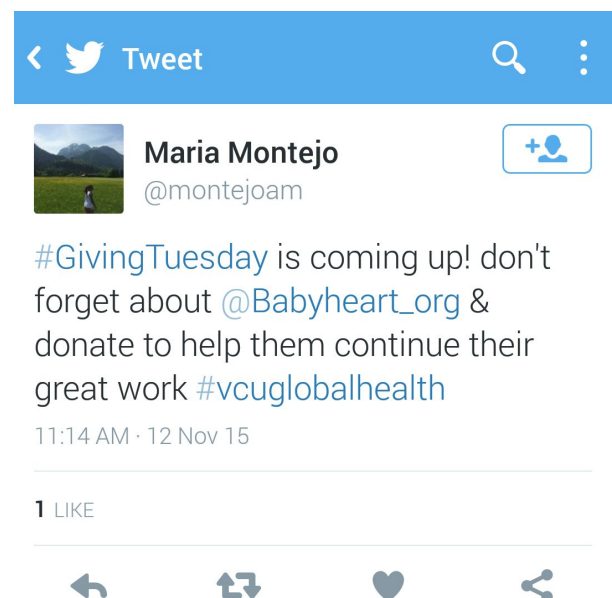 Tweet
Maria Montejo
@montejoam
#GivingTuesday is coming up! don't
forget about @Babyheart_org &
donate to help them continue their
great work #vcuglobalhealth
11:14 AM · 12 Nov 15
1 LIKE